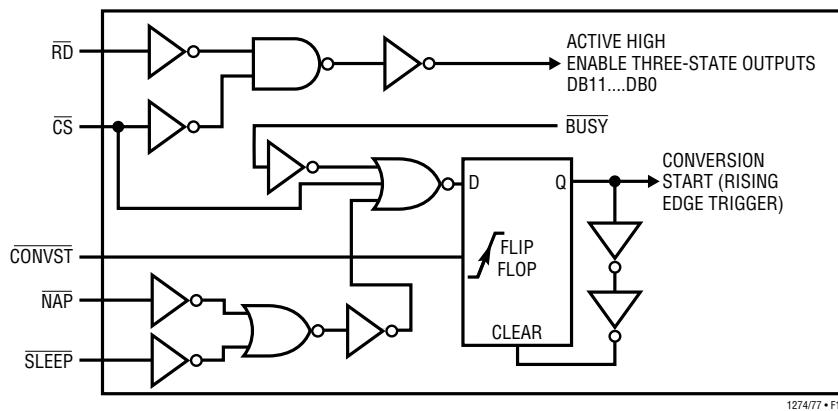 RD
ACTIVE HIGH
ENABLE THREE-STATE OUTPUTS
DB11....DB0
CS
BUSY
D
Q
CONVERSION
START (RISING
EDGE TRIGGER)
CONVST
FLIP
FLOP
NAP
CLEAR
SLEEP
1274/77 • F1